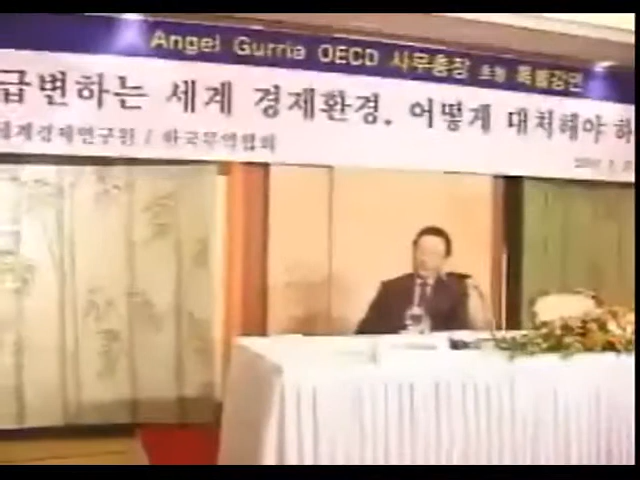 Angel Gurria OECD 사무총장 초청 특별강연
급변하는 세계 경제환경. 어떻게 대처해야 하
세계경제연구원 / 한국무역협회